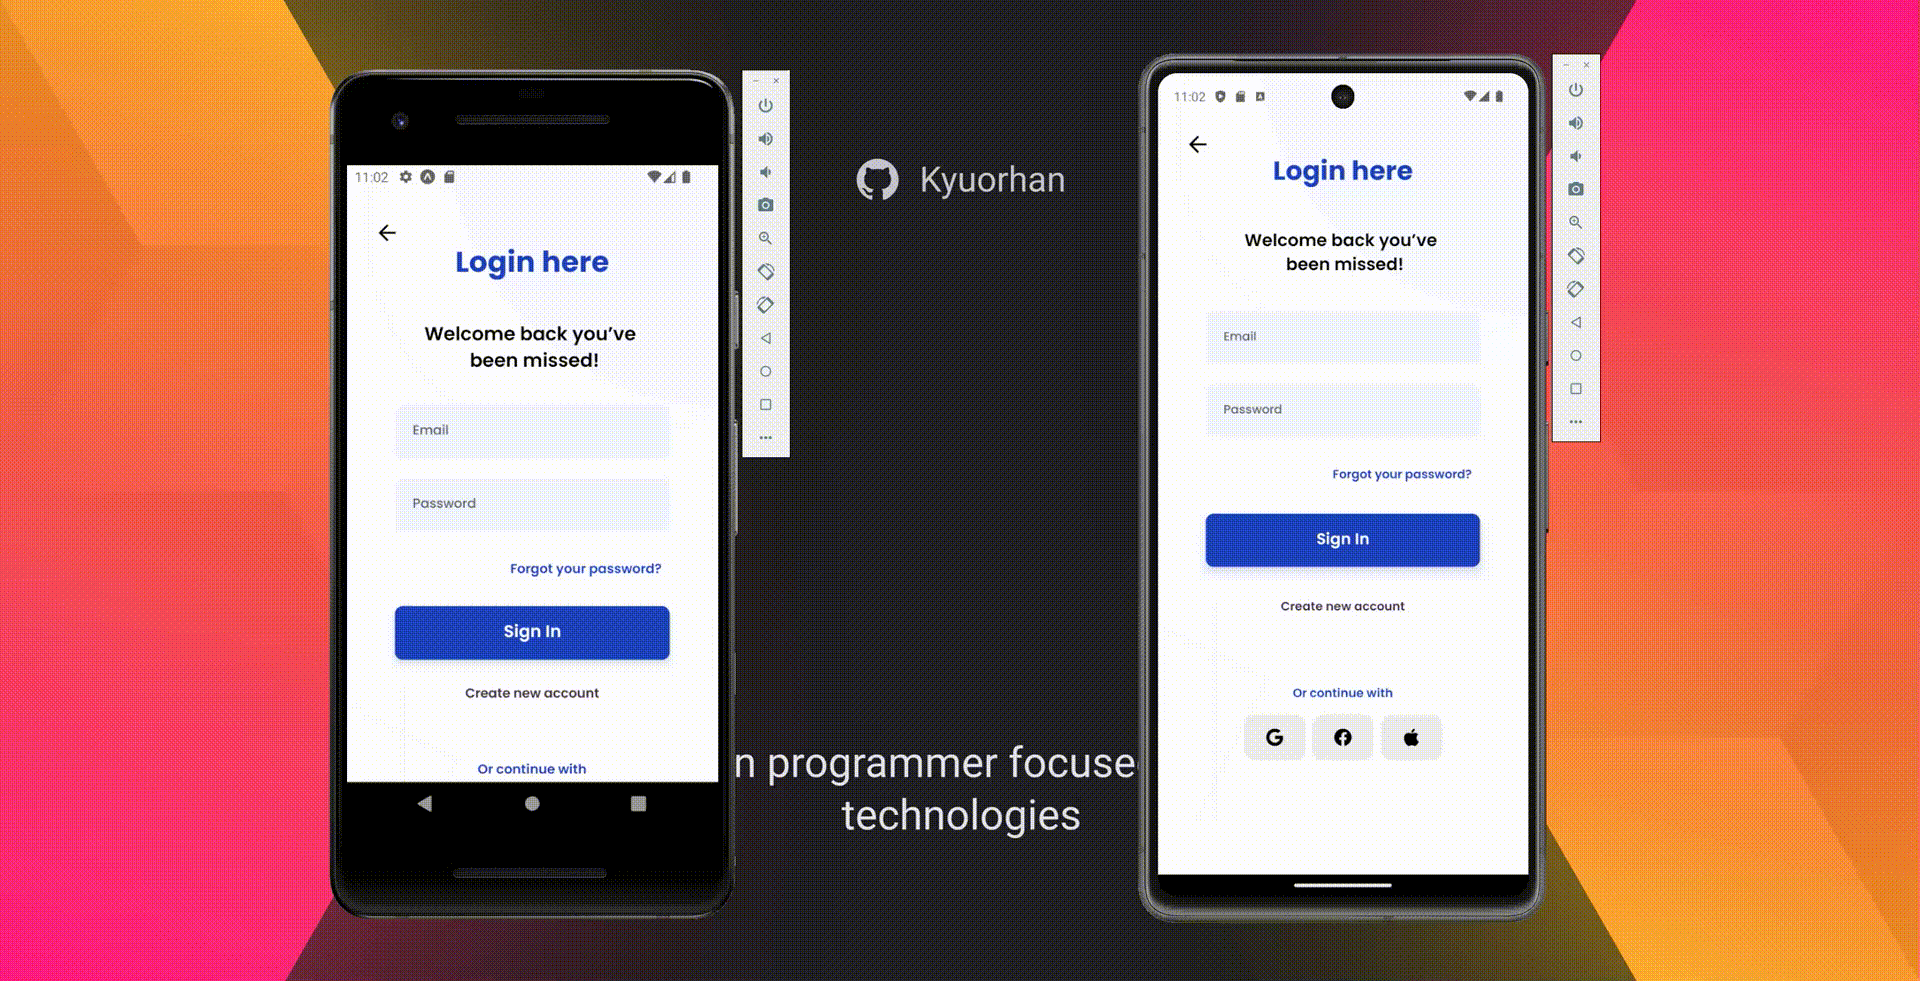 11:02
Login here
Welcome back you've
been missed!
Email
Password
Forgot your password?
Sign In
Create new account
Or continue with
Kyuorhan
n programmer focuse
technologies
11:02
Login here
Welcome back you've
been missed!
Email
Password
Forgot your password?
Sign In
Create new account
Or continue with